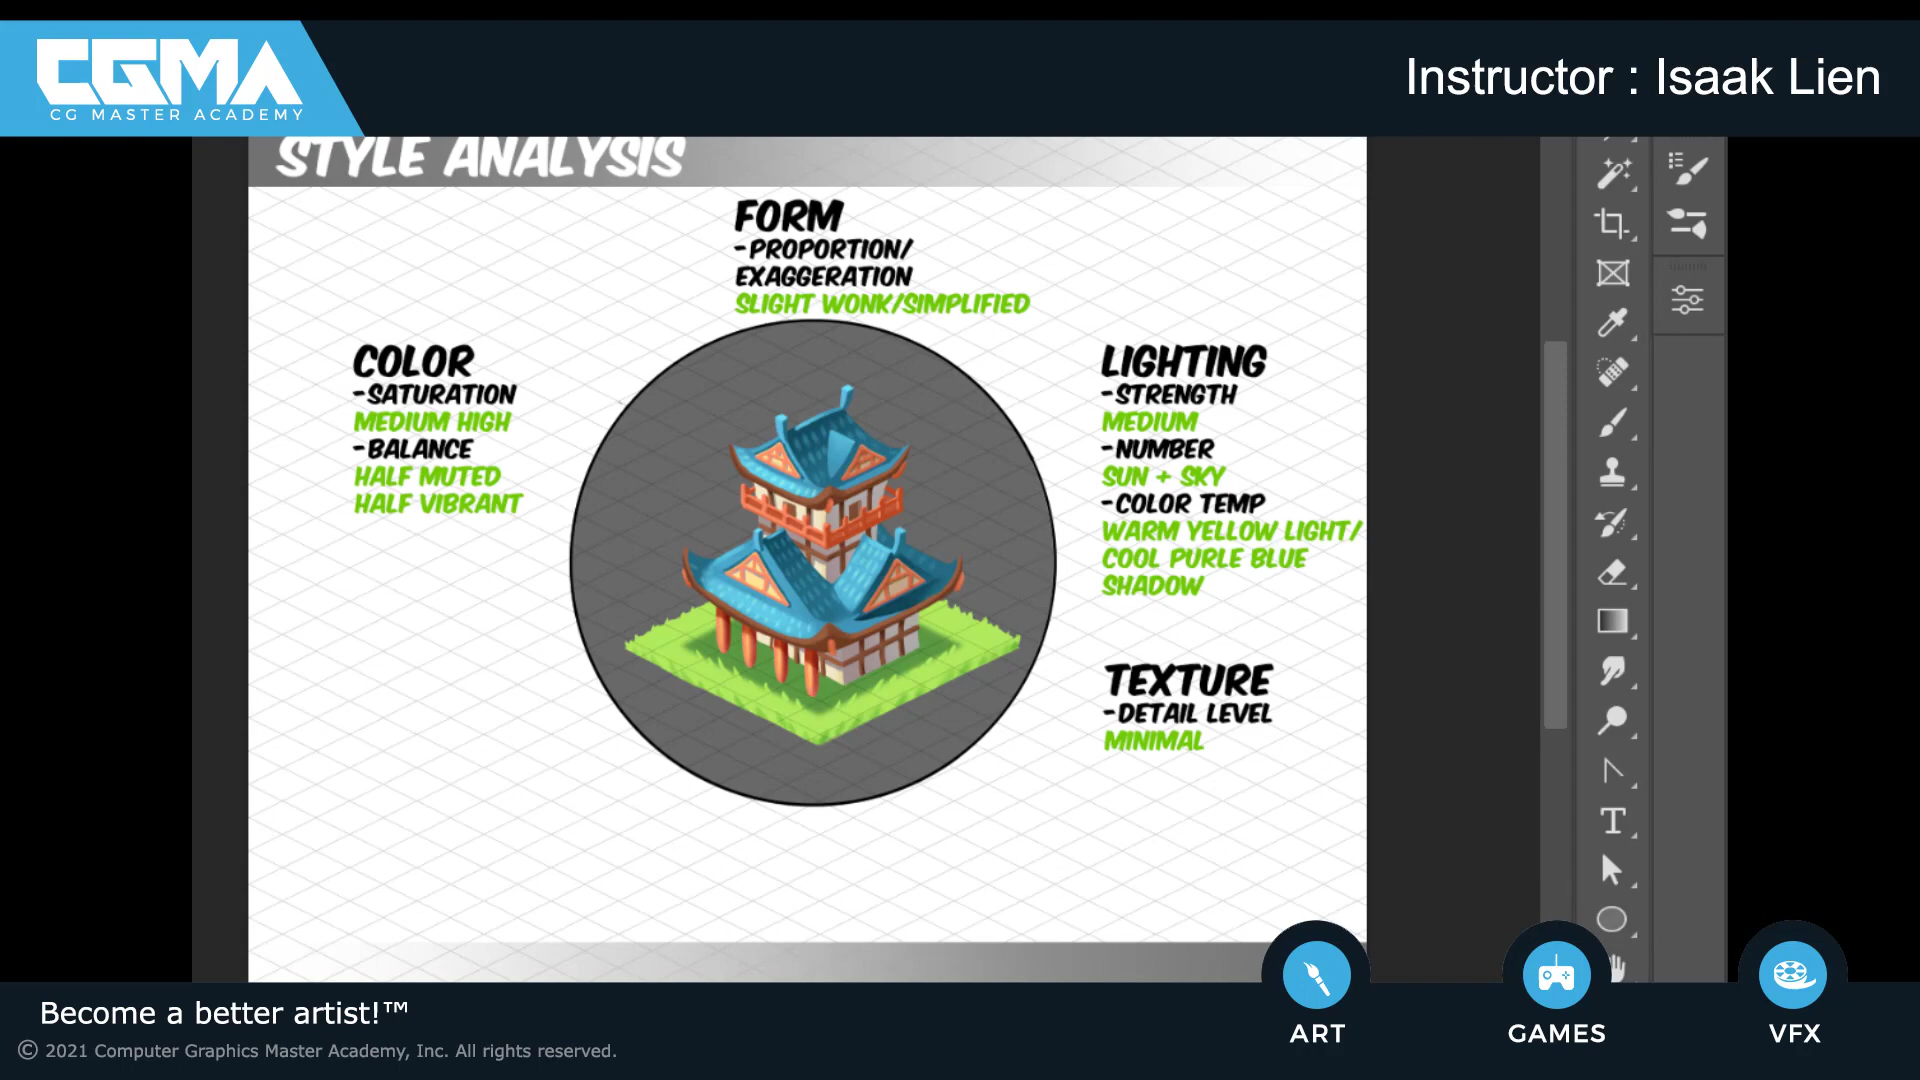 CGMA
CG MASTER ACADEMY
Instructor : Isaak Lien
STYLE ANALYSIS
FORM
-PROPORTION/
EXAGGERATION
SLIGHT WONK/SIMPLIFIED
COLOR
-SATURATION
MEDIUM HIGH
-BALANCE
HALF MUTED
HALF VIBRANT
LIGHTING
-STRENGTH
MEDIUM
-NUMBER
SUN + SKY
-COLOR TEMP
WARM YELLOW LIGHT/
COOL PURLE BLUE
SHADOW
TEXTURE
-DETAIL LEVEL
MINIMAL
Become a better artist!™
© 2021 Computer Graphics Master Academy, Inc. All rights reserved.
ART
GAMES
VFX